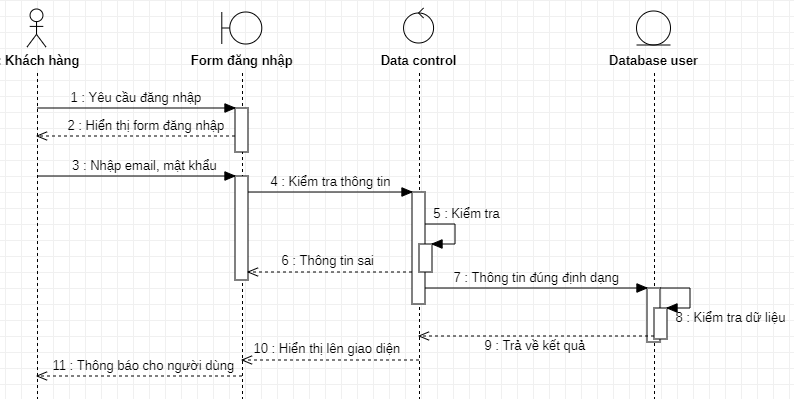 : Khách hàng
Form đăng nhập
Data control
Database user
1 : Yêu cầu đăng nhập
2 : Hiển thị form đăng nhập
3 : Nhập email, mật khẩu
4 : Kiểm tra thông tin
5 : Kiểm tra
6 : Thông tin sai
7 : Thông tin đúng định dạng
8 : Kiểm tra dữ liệu
9 : Trả về kết quả
10 : Hiển thị lên giao diện
11 : Thông báo cho người dùng